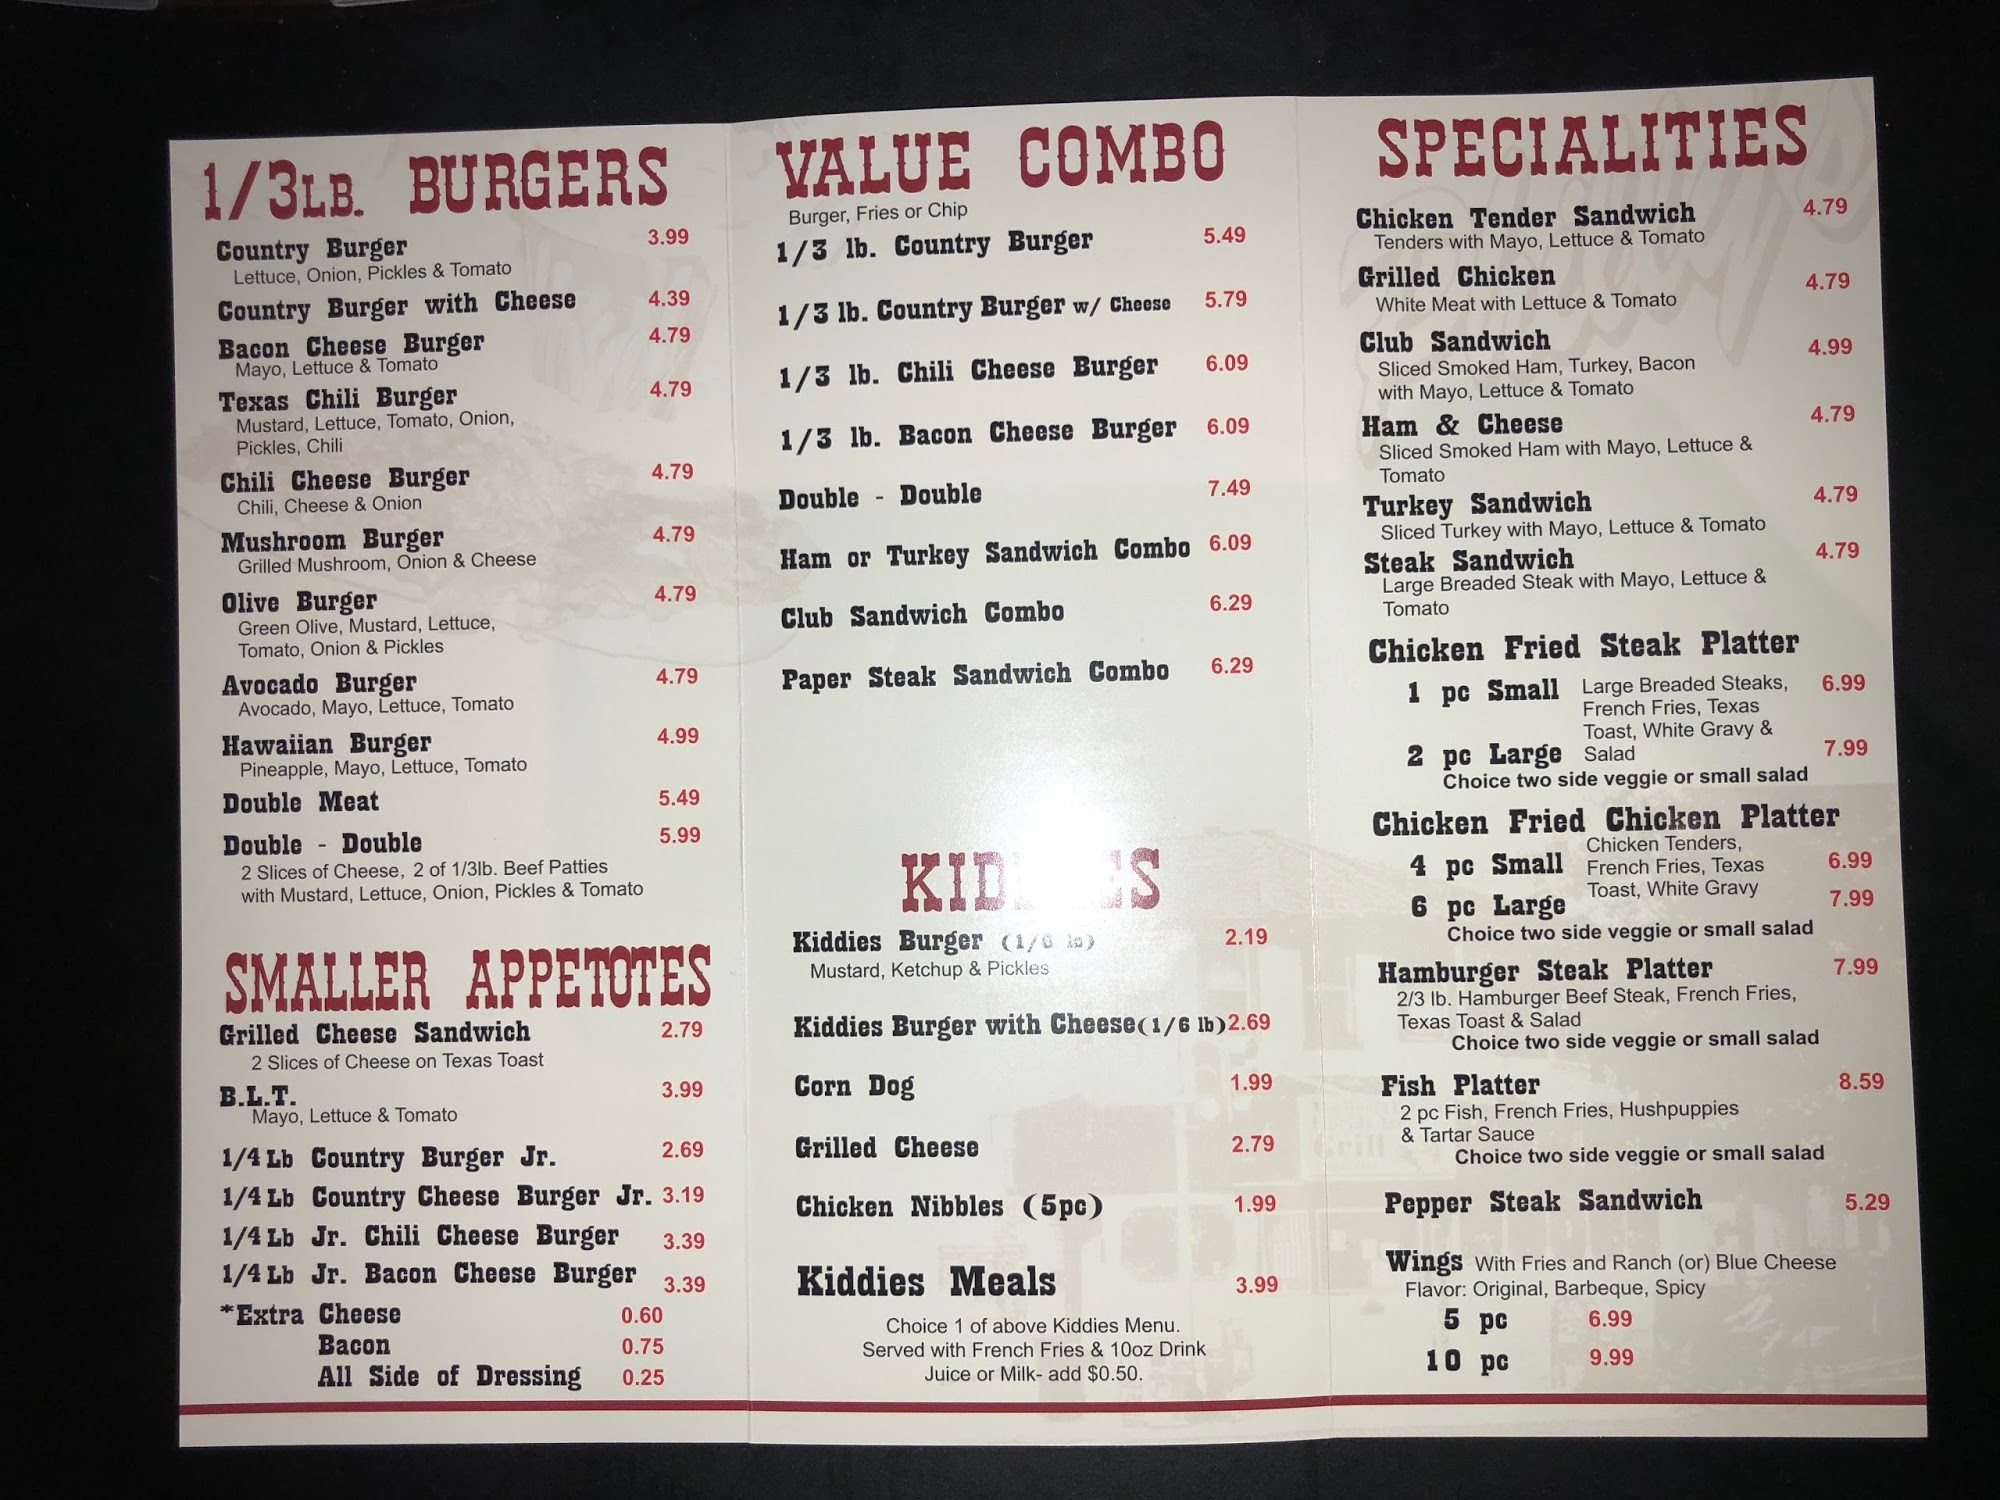 1/3LB. BURGERS
Country Burger 3.99
Lettuce, Onion, Pickles & Tomato
Country Burger with Cheese 4.39
Bacon Cheese Burger 4.79
Mayo, Lettuce & Tomato
Texas Chili Burger 4.79
Mustard, Lettuce, Tomato, Onion,
Pickles, Chili
Chili Cheese Burger 4.79
Chili, Cheese & Onion
Mushroom Burger 4.79
Grilled Mushroom, Onion & Cheese
Olive Burger 4.79
Green Olive, Mustard, Lettuce,
Tomato, Onion & Pickles
Avocado Burger 4.79
Avocado, Mayo, Lettuce, Tomato
Hawaiian Burger 4.99
Pineapple, Mayo, Lettuce, Tomato
Double Meat 5.49
Double - Double 5.99
2 Slices of Cheese, 2 of 1/3lb. Beef Patties
with Mustard, Lettuce, Onion, Pickles & Tomato
SMALLER APPETOTES
Grilled Cheese Sandwich 2.79
2 Slices of Cheese on Texas Toast
B.L.T. 3.99
Mayo, Lettuce & Tomato
1/4 Lb Country Burger Jr. 2.69
1/4 Lb Country Cheese Burger Jr. 3.19
1/4 Lb Jr. Chili Cheese Burger 3.39
1/4 Lb Jr. Bacon Cheese Burger 3.39
*Extra Cheese 0.60
Bacon 0.75
All Side of Dressing 0.25
VALUE COMBO
Burger, Fries or Chip
1/3 lb. Country Burger 5.49
1/3 lb. Country Burger w/ Cheese 5.79
1/3 lb. Chili Cheese Burger 6.09
1/3 lb. Bacon Cheese Burger 6.09
Double - Double 7.49
Ham or Turkey Sandwich Combo 6.09
Club Sandwich Combo 6.29
Paper Steak Sandwich Combo 6.29
KIDDIES
Kiddies Burger (1/6 lb) 2.19
Mustard, Ketchup & Pickles
Kiddies Burger with Cheese(1/6 lb) 2.69
Corn Dog 1.99
Grilled Cheese 2.79
Chicken Nibbles (5pc) 1.99
Kiddies Meals 3.99
Choice 1 of above Kiddies Menu.
Served with French Fries & 10oz Drink
Juice or Milk- add $0.50.
SPECIALITIES
Chicken Tender Sandwich 4.79
Tenders with Mayo, Lettuce & Tomato
Grilled Chicken 4.79
White Meat with Lettuce & Tomato
Club Sandwich 4.99
Sliced Smoked Ham, Turkey, Bacon
with Mayo, Lettuce & Tomato
Ham & Cheese 4.79
Sliced Smoked Ham with Mayo, Lettuce &
Tomato
Turkey Sandwich 4.79
Sliced Turkey with Mayo, Lettuce & Tomato
Steak Sandwich 4.79
Large Breaded Steak with Mayo, Lettuce &
Tomato
Chicken Fried Steak Platter
1 pc Small Large Breaded Steaks, 6.99
French Fries, Texas
Toast, White Gravy &
2 pc Large Salad 7.99
Choice two side veggie or small salad
Chicken Fried Chicken Platter
Chicken Tenders,
4 pc Small French Fries, Texas 6.99
Toast, White Gravy
6 pc Large 7.99
Choice two side veggie or small salad
Hamburger Steak Platter 7.99
2/3 lb. Hamburger Beef Steak, French Fries,
Texas Toast & Salad
Choice two side veggie or small salad
Fish Platter 8.59
2 pc Fish, French Fries, Hushpuppies
& Tartar Sauce
Choice two side veggie or small salad
Pepper Steak Sandwich 5.29
Wings With Fries and Ranch (or) Blue Cheese
Flavor: Original, Barbeque, Spicy
5 pc 6.99
10 pc 9.99